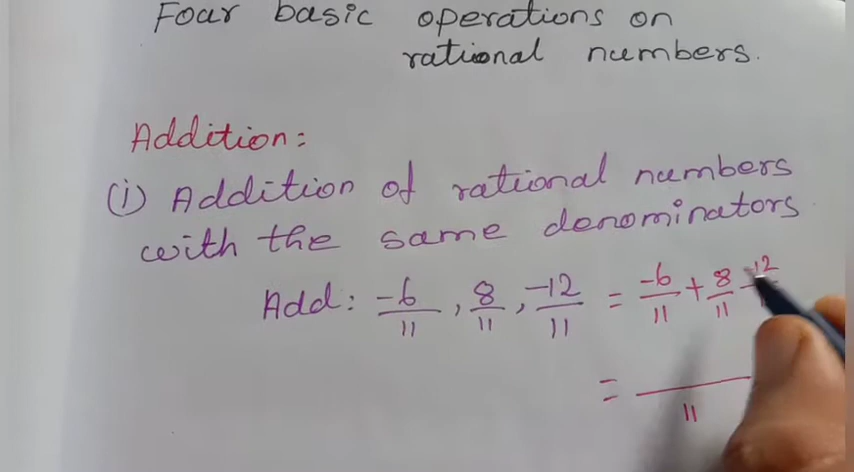 Four basic operations on
rational numbers.
Addition:
(i) Addition of rational numbers
with the same denominators
Add: -6/11, 8/11, -12/11 = -6/11 + 8/11 -12
= /11